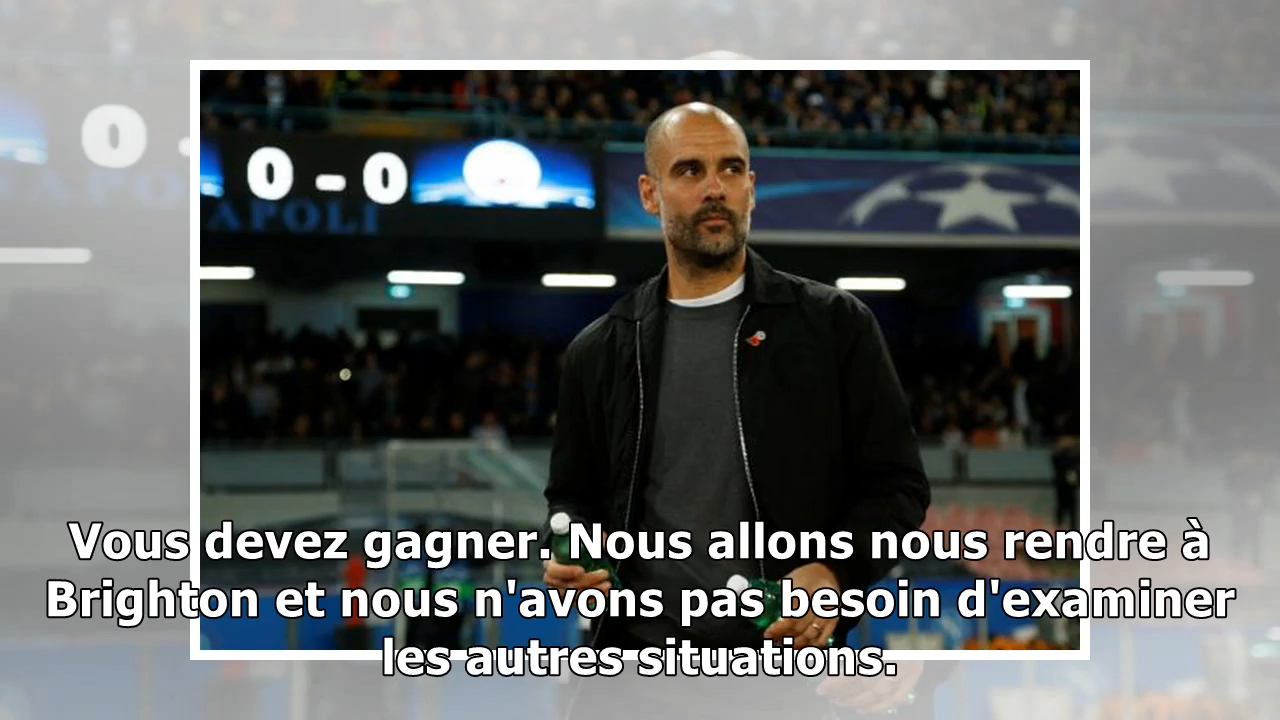 0 - 0
APOLI
Vous devez gagner. Nous allons nous rendre à
Brighton et nous n'avons pas besoin d'examiner
les autres situations.